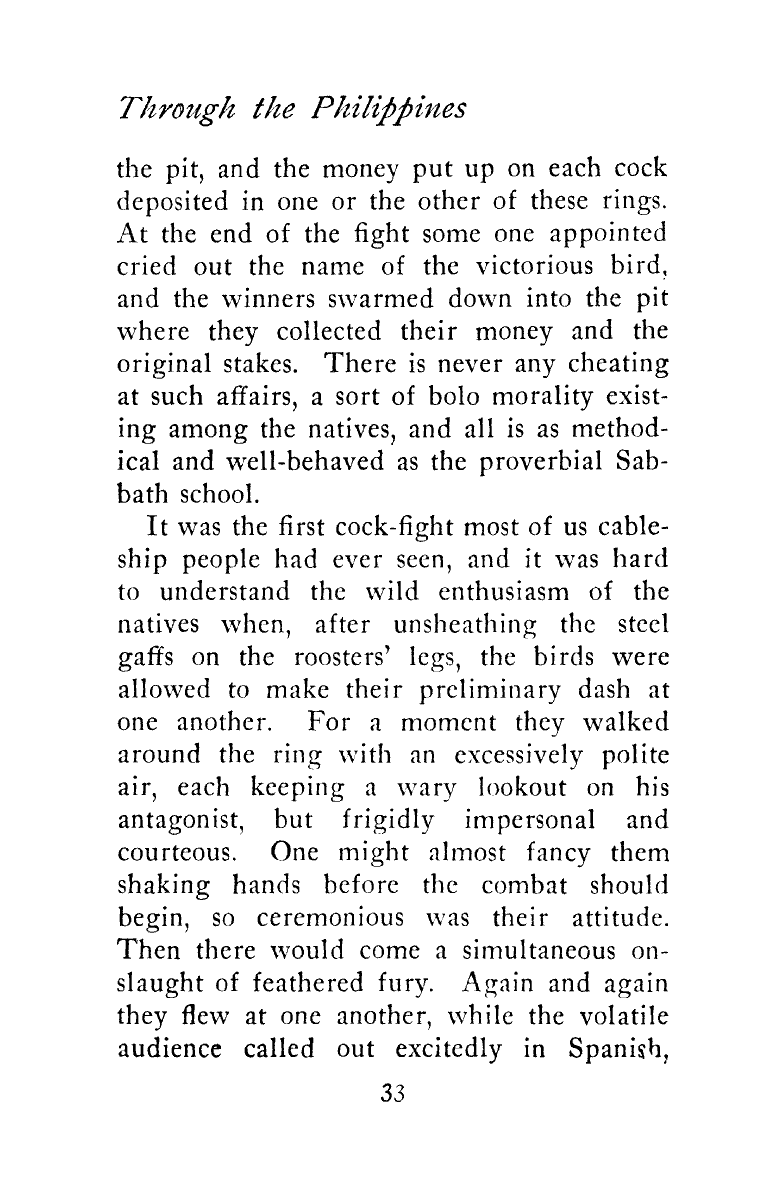 Through the Philippines
the pit, and the money put up on each cock
deposited in one or the other of these rings.
At the end of the fight some one appointed
cried out the name of the victorious bird,
and the winners swarmed down into the pit
where they collected their money and the
original stakes. There is never any cheating
at such affairs, a sort of bolo morality exist-
ing among the natives, and all is as method-
ical and well-behaved as the proverbial Sab-
bath school.
It was the first cock-fight most of us cable-
ship people had ever seen, and it was hard
to understand the wild enthusiasm of the
natives when, after unsheathing the steel
gaffs on the roosters' legs, the birds were
allowed to make their preliminary dash at
one another. For a moment they walked
around the ring with an excessively polite
air, each keeping a wary lookout on his
antagonist, but frigidly impersonal and
courteous. One might almost fancy them
shaking hands before the combat should
begin, so ceremonious was their attitude.
Then there would come a simultaneous on-
slaught of feathered fury. Again and again
they flew at one another, while the volatile
audience called out excitedly in Spanish,
33